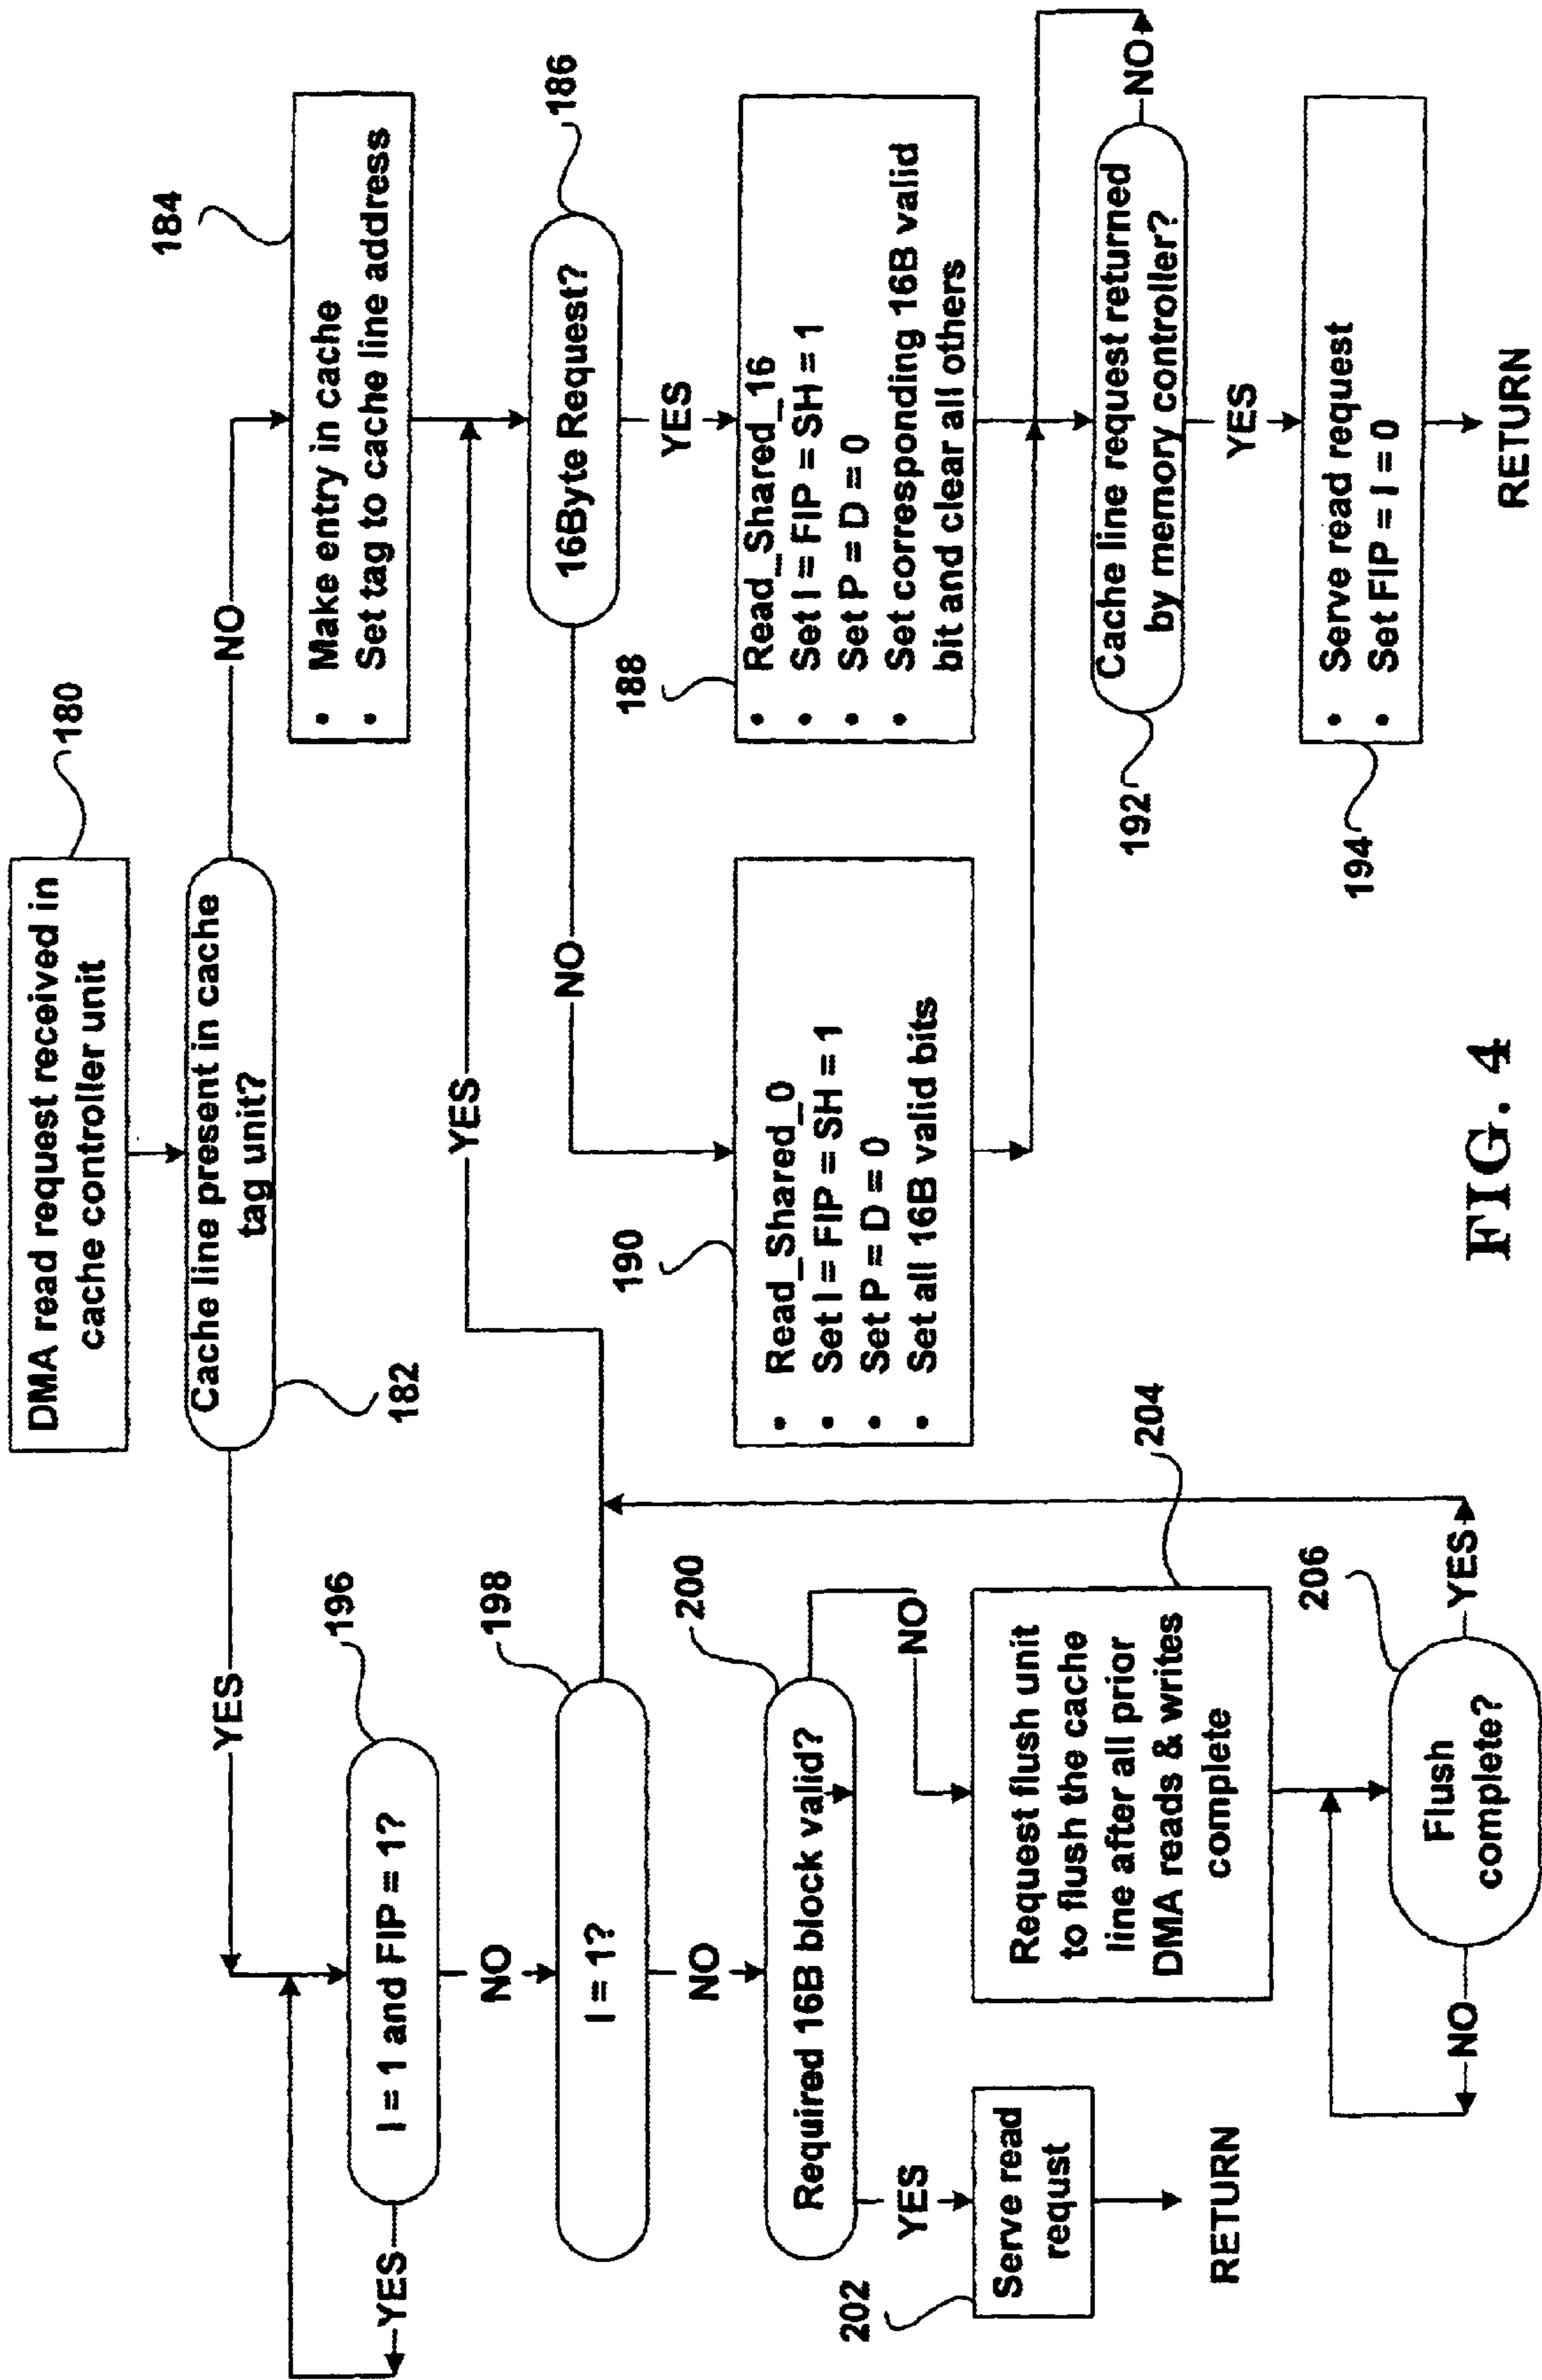 DMA read request received in
cache controller unit
180
Cache line present in cache
tag unit?
182
NO
YES
184
• Make entry in cache
• Set tag to cache line address
186
16Byte Request?
YES
NO
188
• Read_Shared_16
• Set I = FIP = SH = 1
• Set P = D = 0
• Set corresponding 16B valid
bit and clear all others
190
• Read_Shared_0
• Set I = FIP = SH = 1
• Set P = D = 0
• Set all 16B valid bits
192
Cache line request returned
by memory controller?
NO
YES
194
• Serve read request
• Set FIP = I = 0
RETURN
196
I = 1 and FIP = 1?
YES
NO
198
I = 1?
YES
NO
200
Required 16B block valid?
YES
NO
202
Serve read
requst
RETURN
204
Request flush unit
to flush the cache
line after all prior
DMA reads & writes
complete
206
Flush
complete?
NO
YES
FIG. 4